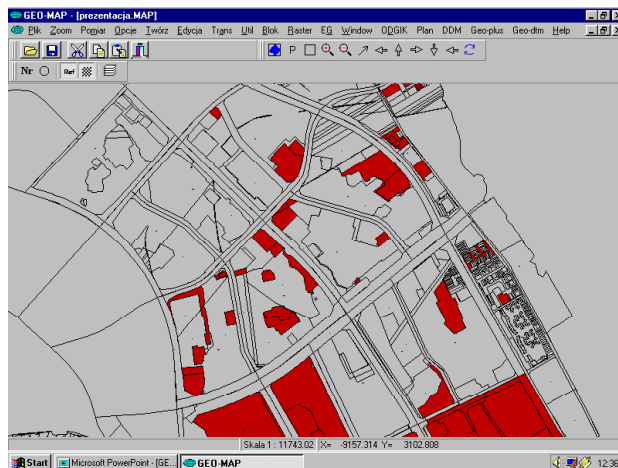 GEO-MAP - [prezentacja.MAP]
Plik Zoom Pomiar Opcje Twórz Edycja Trans Util Blok Raster EG Window ODGIK Plan DDM Geo-plus Geo-dtm Help
P
Nr Ref
Skala 1 : 11743.02 X= -9157.314 Y= 3102.808
Start Microsoft PowerPoint - [GE... GEO-MAP 12:36